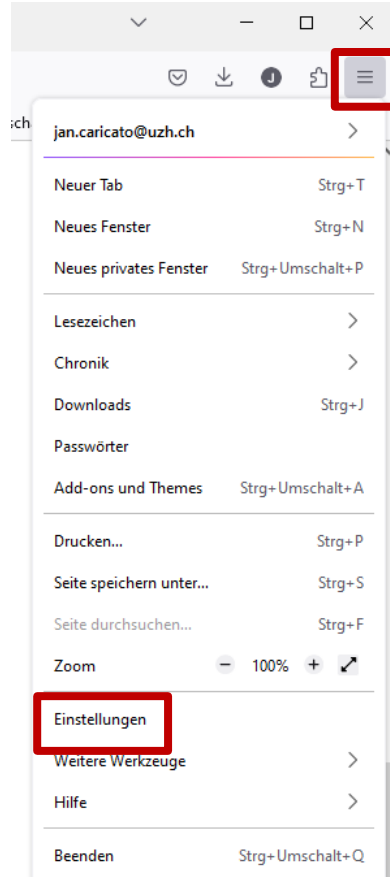 J
sch
jan.caricato@uzh.ch
Neuer Tab Strg+T
Neues Fenster Strg+N
Neues privates Fenster Strg+Umschalt+P
Lesezeichen
Chronik
Downloads Strg+J
Passwörter
Add-ons und Themes Strg+Umschalt+A
Drucken... Strg+P
Seite speichern unter... Strg+S
Seite durchsuchen... Strg+F
Zoom − 100% +
Einstellungen
Weitere Werkzeuge
Hilfe
Beenden Strg+Umschalt+Q